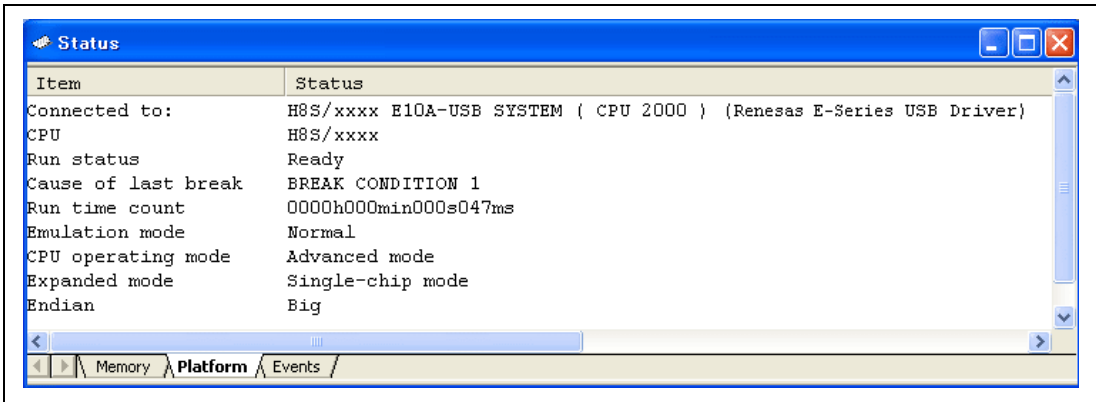 Status
Item Status
Connected to: H8S/xxxx E10A-USB SYSTEM ( CPU 2000 ) (Renesas E-Series USB Driver)
CPU H8S/xxxx
Run status Ready
Cause of last break BREAK CONDITION 1
Run time count 0000h000min000s047ms
Emulation mode Normal
CPU operating mode Advanced mode
Expanded mode Single-chip mode
Endian Big
Memory Platform Events